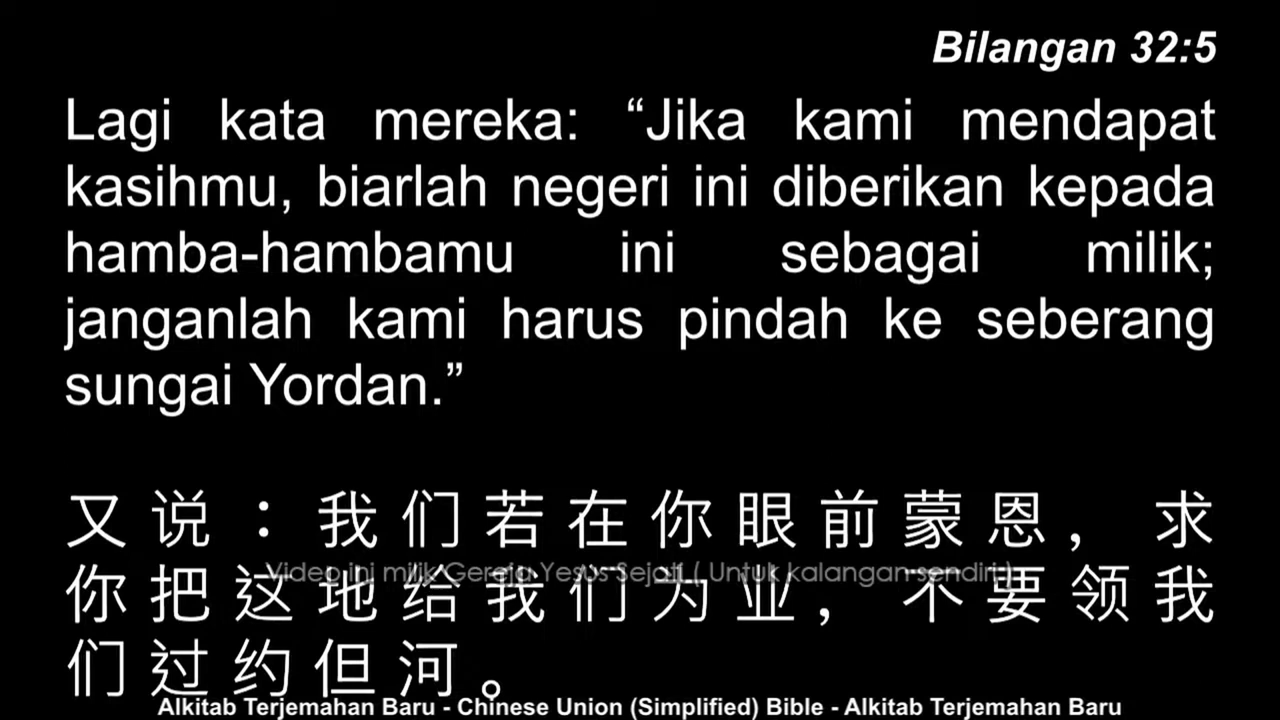 Bilangan 32:5
Lagi kata mereka: “Jika kami mendapat
kasihmu, biarlah negeri ini diberikan kepada
hamba-hambamu ini sebagai milik;
janganlah kami harus pindah ke seberang
sungai Yordan.”
又说：我们若在你眼前蒙恩，求
Video ini milik Gereja Yesus Sejati ( Untuk kalangan sendiri )
你把这地给我们为业，不要领我
们过约但河。
Alkitab Terjemahan Baru - Chinese Union (Simplified) Bible - Alkitab Terjemahan Baru